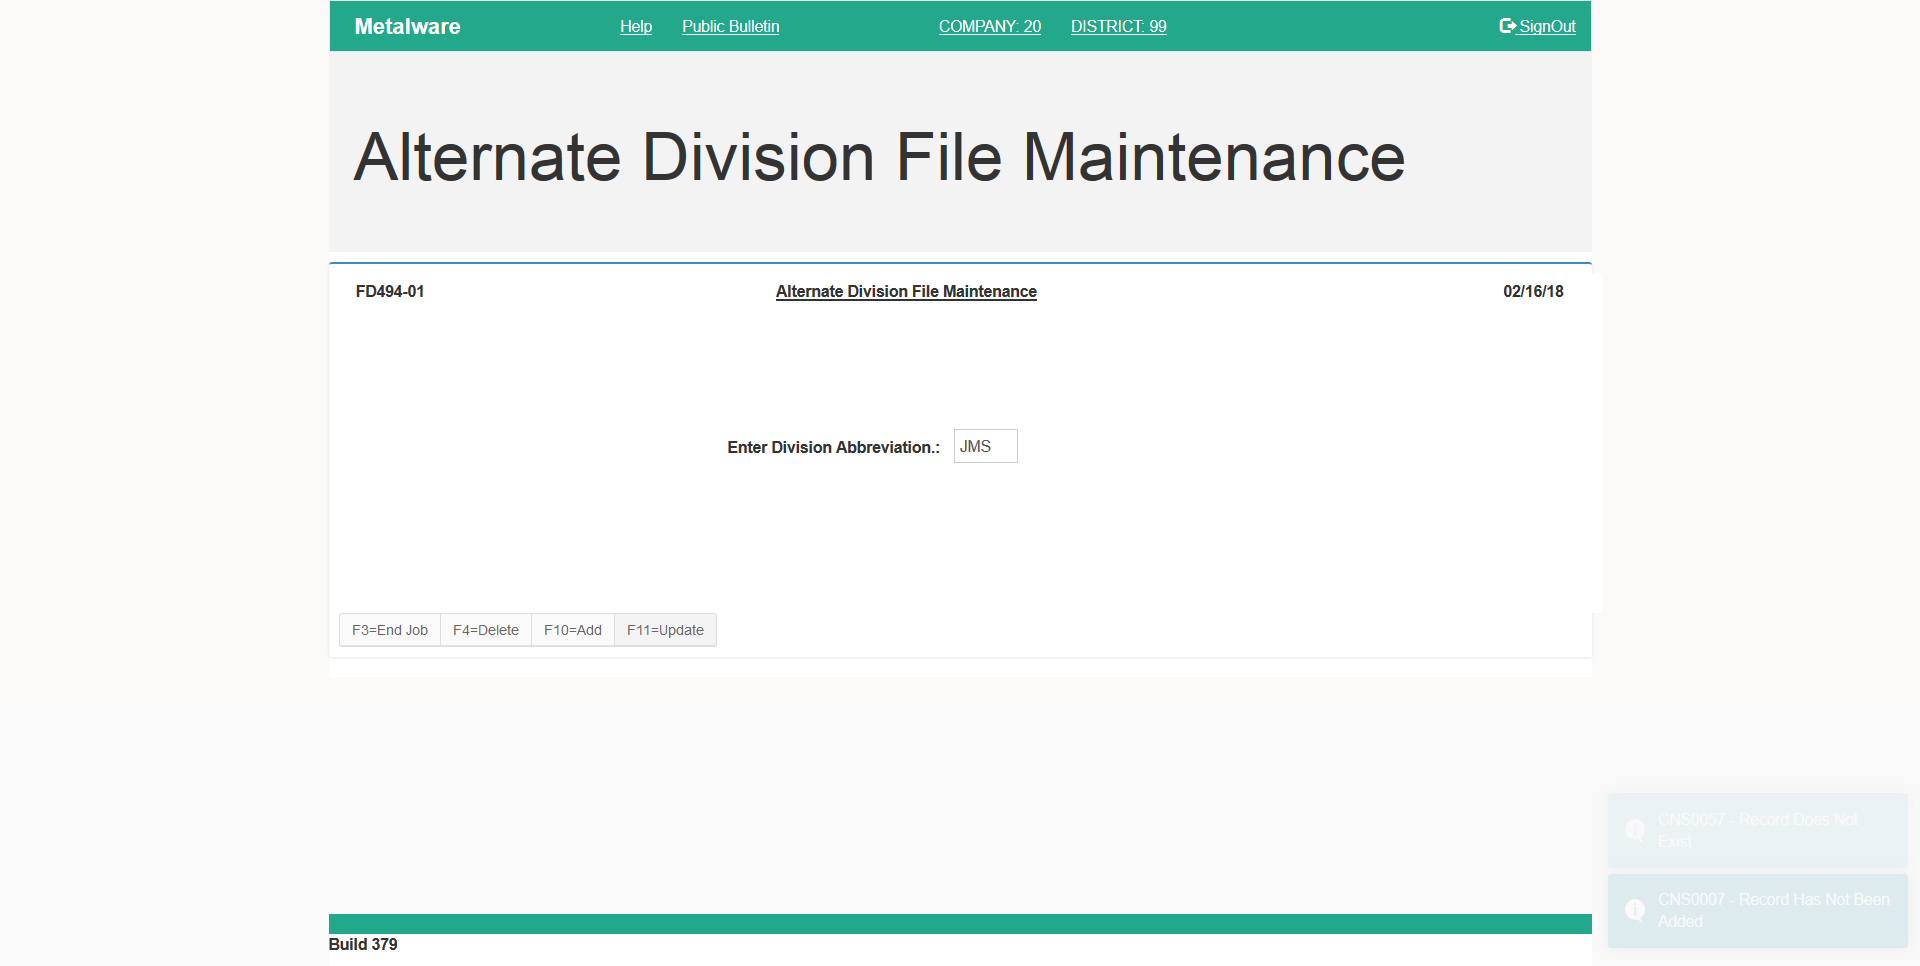 Metalware Help Public Bulletin COMPANY: 20 DISTRICT: 99 SignOut
Alternate Division File Maintenance
FD494-01 Alternate Division File Maintenance 02/16/18
Enter Division Abbreviation.: JMS
F3=End Job F4=Delete F10=Add F11=Update
CNS0057 - Record Does Not
Exist
CNS0007 - Record Has Not Been
Added
Build 379